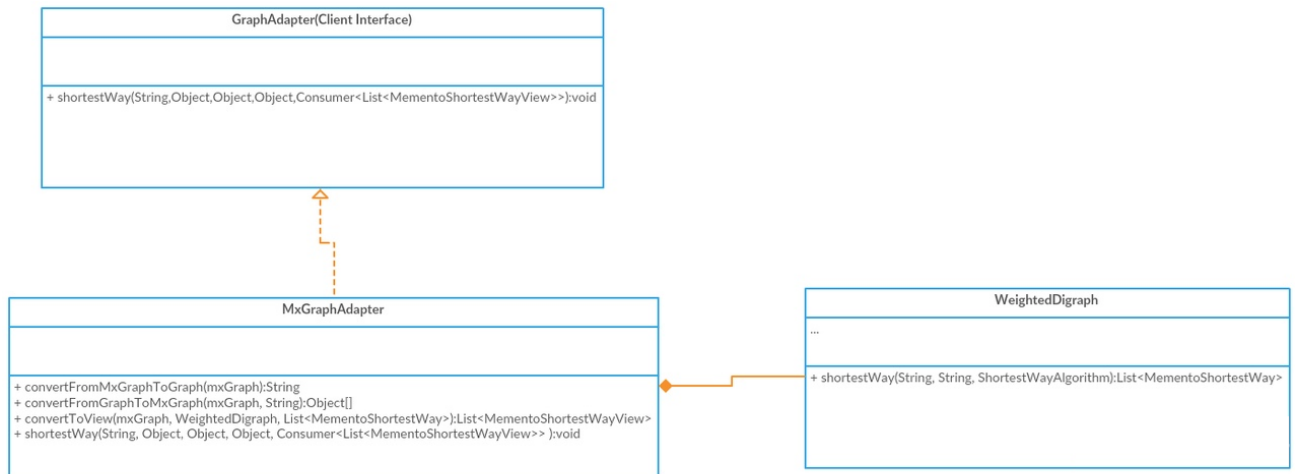 GraphAdapter(Client Interface)
+ shortestWay(String,Object,Object,Object,Consumer<List<MementoShortestWayView>>):void
MxGraphAdapter
+ convertFromMxGraphToGraph(mxGraph):String
+ convertFromGraphToMxGraph(mxGraph, String):Object[]
+ convertToView(mxGraph, WeightedDigraph, List<MementoShortestWay>):List<MementoShortestWayView>
+ shortestWay(String, Object, Object, Object, Consumer<List<MementoShortestWayView>> ):void
WeightedDigraph
...
+ shortestWay(String, String, ShortestWayAlgorithm):List<MementoShortestWay>